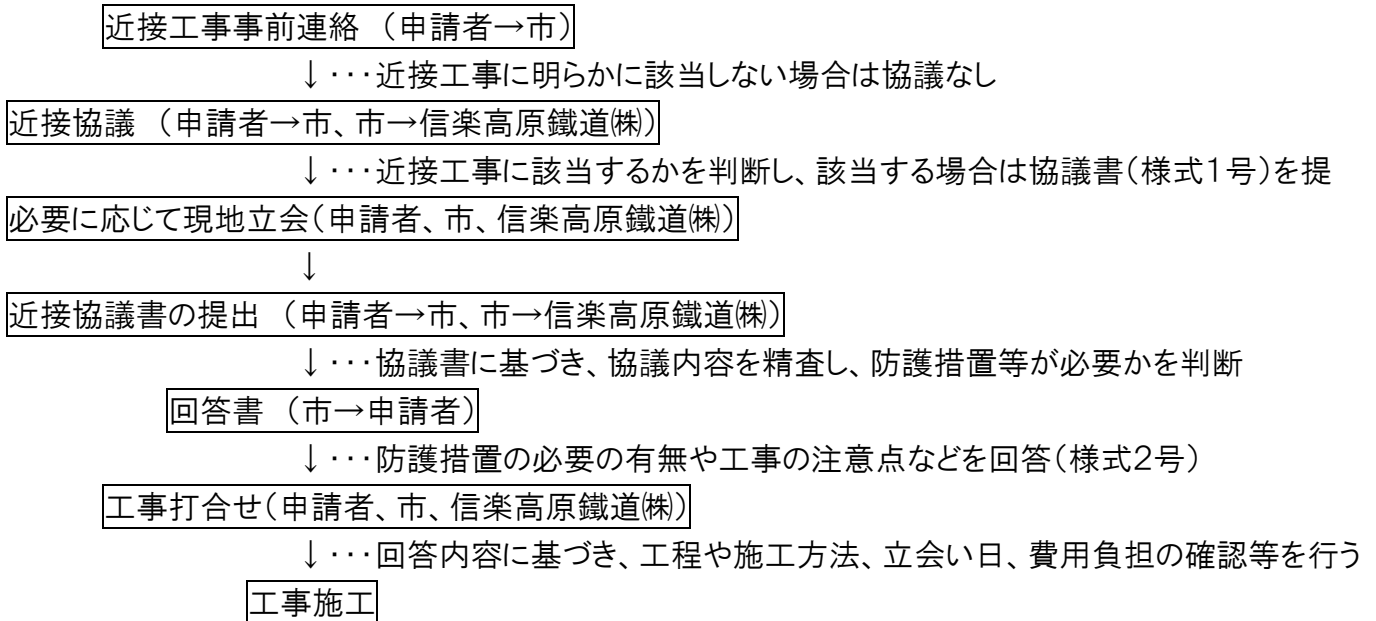 近接工事事前連絡 (申請者→市)
↓・・・近接工事に明らかに該当しない場合は協議なし
近接協議 (申請者→市、市→信楽高原鐵道㈱)
↓・・・近接工事に該当するかを判断し、該当する場合は協議書(様式1号)を提
必要に応じて現地立会(申請者、市、信楽高原鐵道㈱)
↓
近接協議書の提出 (申請者→市、市→信楽高原鐵道㈱)
↓・・・協議書に基づき、協議内容を精査し、防護措置等が必要かを判断
回答書 (市→申請者)
↓・・・防護措置の必要の有無や工事の注意点などを回答(様式2号)
工事打合せ(申請者、市、信楽高原鐵道㈱)
↓・・・回答内容に基づき、工程や施工方法、立会い日、費用負担の確認等を行う
工事施工